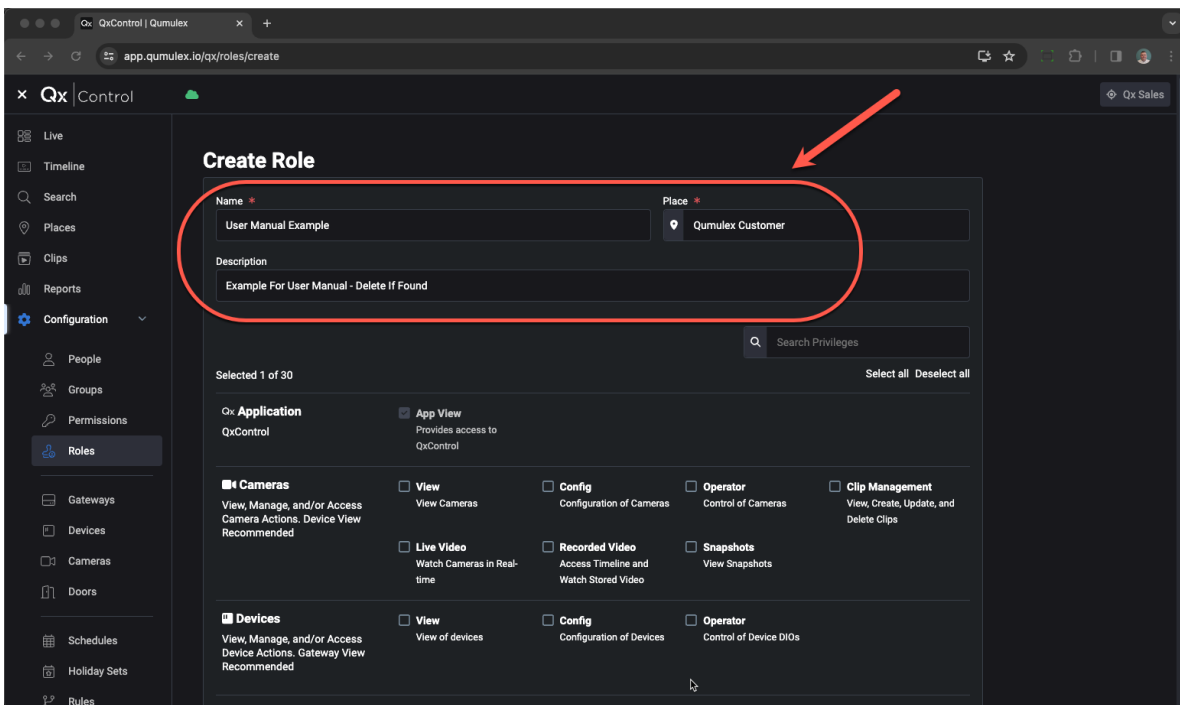 QxControl | Qumulex
app.qumulex.io/qx/roles/create
Qx Control
Qx Sales
Live
Timeline
Search
Places
Clips
Reports
Configuration
People
Groups
Permissions
Roles
Gateways
Devices
Cameras
Doors
Schedules
Holiday Sets
Rules
Create Role
Name *
Place *
User Manual Example
Qumulex Customer
Description
Example For User Manual - Delete If Found
Search Privileges
Selected 1 of 30
Select all Deselect all
Qx Application
QxControl
App View
Provides access to
QxControl
Cameras
View, Manage, and/or Access
Camera Actions. Device View
Recommended
View
View Cameras
Config
Configuration of Cameras
Operator
Control of Cameras
Clip Management
View, Create, Update, and
Delete Clips
Live Video
Watch Cameras in Real-
time
Recorded Video
Access Timeline and
Watch Stored Video
Snapshots
View Snapshots
Devices
View, Manage, and/or Access
Device Actions. Gateway View
Recommended
View
View of devices
Config
Configuration of Devices
Operator
Control of Device DIOs